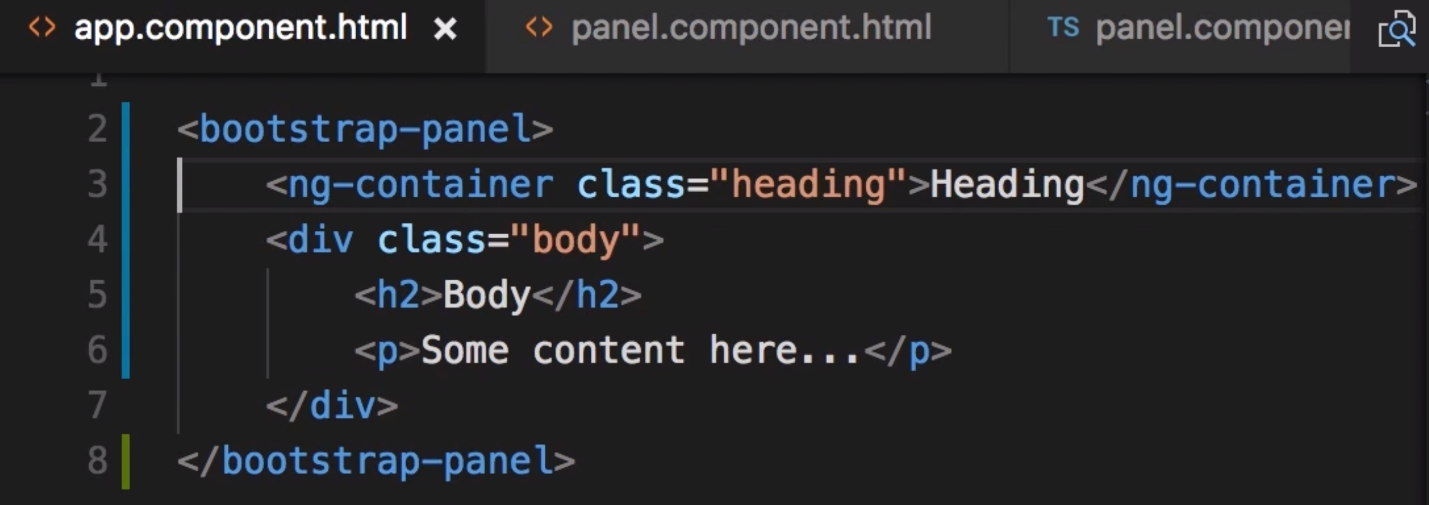 <> app.component.html × <> panel.component.html TS panel.componen
1
2 <bootstrap-panel>
3 <ng-container class="heading">Heading</ng-container>
4 <div class="body">
5 <h2>Body</h2>
6 <p>Some content here...</p>
7 </div>
8 </bootstrap-panel>